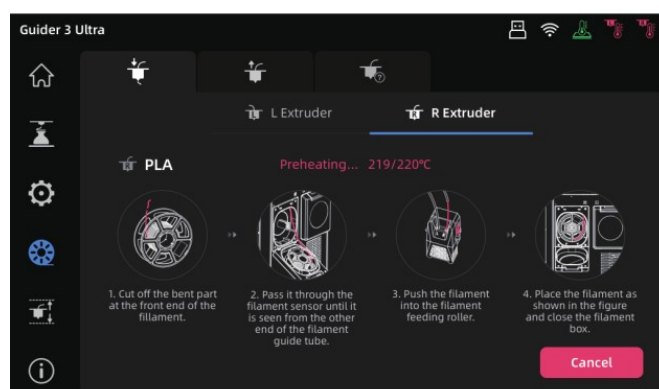 Guider 3 Ultra
L Extruder
R Extruder
PLA
Preheating... 219/220℃
1. Cut off the bent part
at the front end of the
fillament.
2. Pass it through the
filament sensor until it
is seen from the other
end of the filament
guide tube.
3. Push the filament
into the filament
feeding roller.
4. Place the filament as
shown in the figure
and close the filament
box.
Cancel